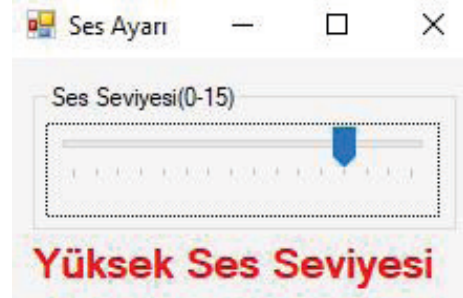 Ses Ayarı
Ses Seviyesi(0-15)
Yüksek Ses Seviyesi